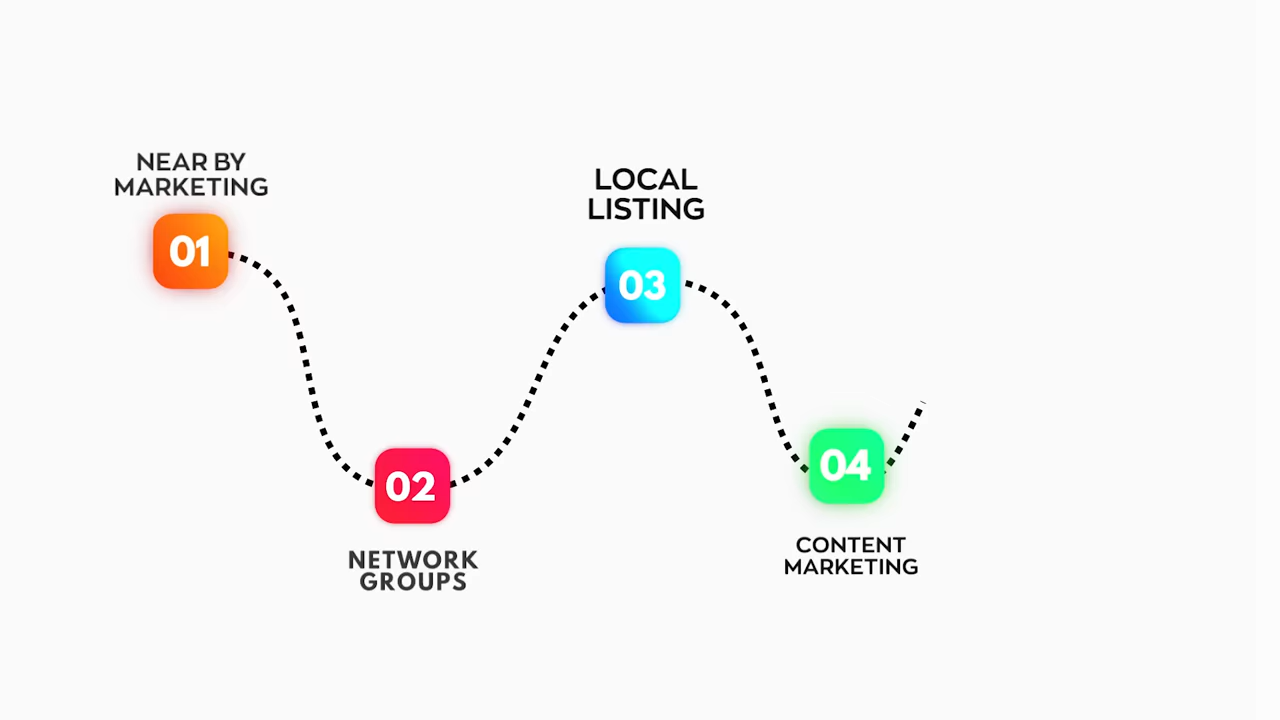 NEAR BY
MARKETING
01
02
NETWORK
GROUPS
LOCAL
LISTING
03
04
CONTENT
MARKETING